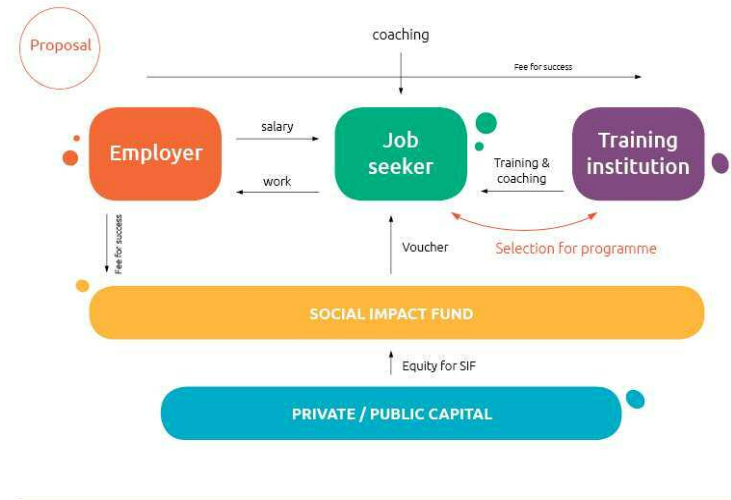 Proposal
coaching
Fee for success
Employer
salary
work
Job
seeker
Training &
coaching
Training
institution
Fee for success
Voucher
Selection for programme
SOCIAL IMPACT FUND
Equity for SIF
PRIVATE / PUBLIC CAPITAL